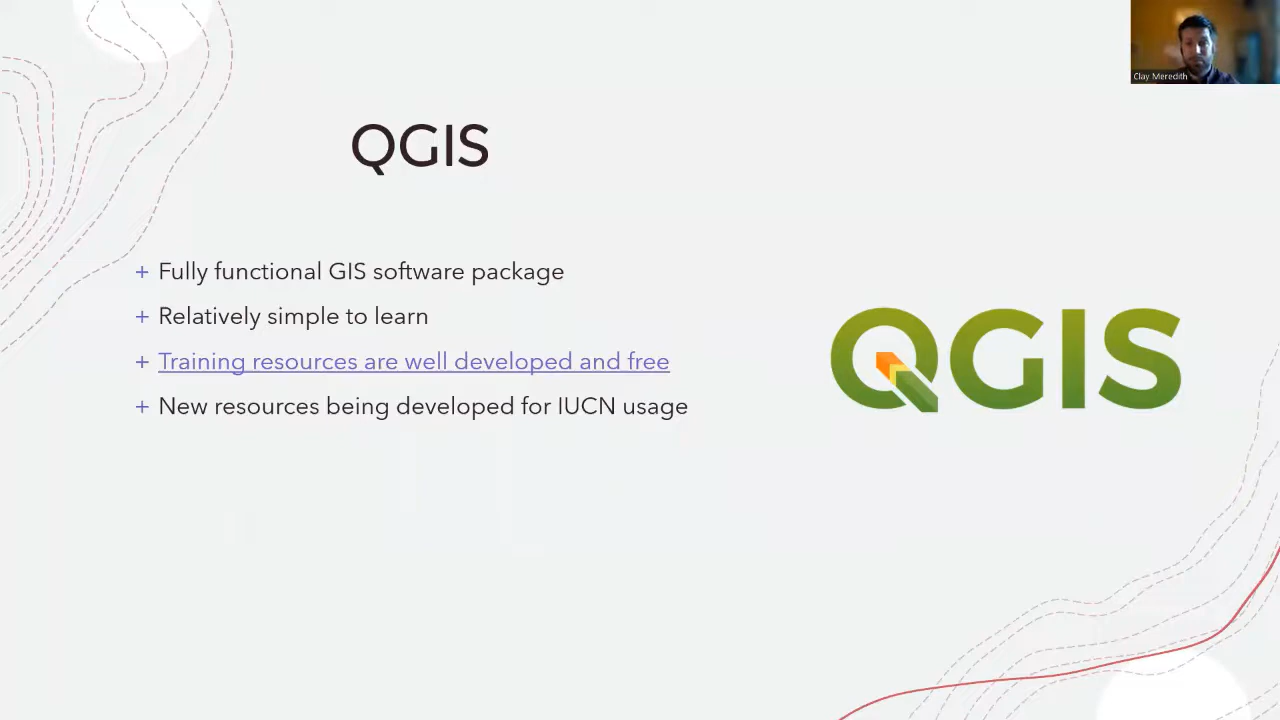 Clay Meredith
QGIS
+ Fully functional GIS software package
+ Relatively simple to learn
+ Training resources are well developed and free
+ New resources being developed for IUCN usage
QGIS